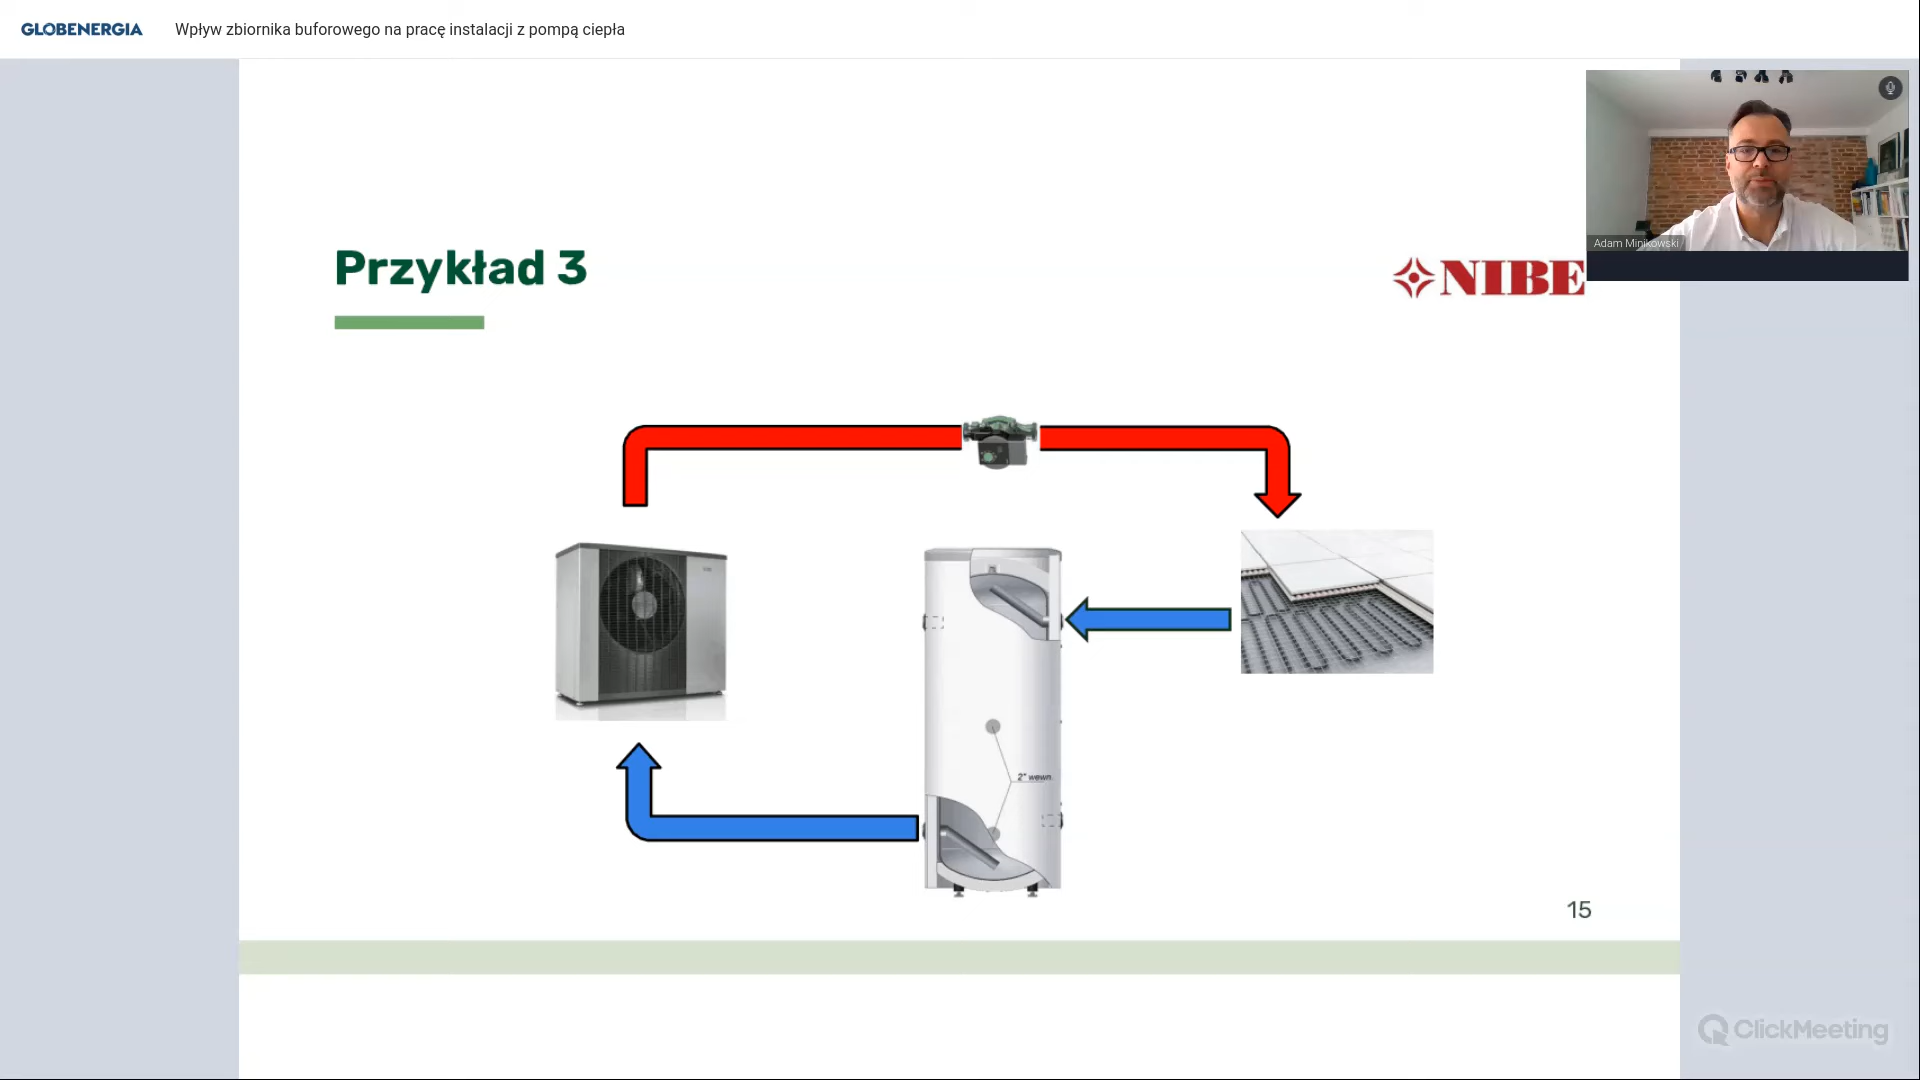 GLOBENERGIA
Wpływ zbiornika buforowego na pracę instalacji z pompą ciepła
Adam Minikowski
Przykład 3
NIBE
2" wewn.
15
ClickMeeting